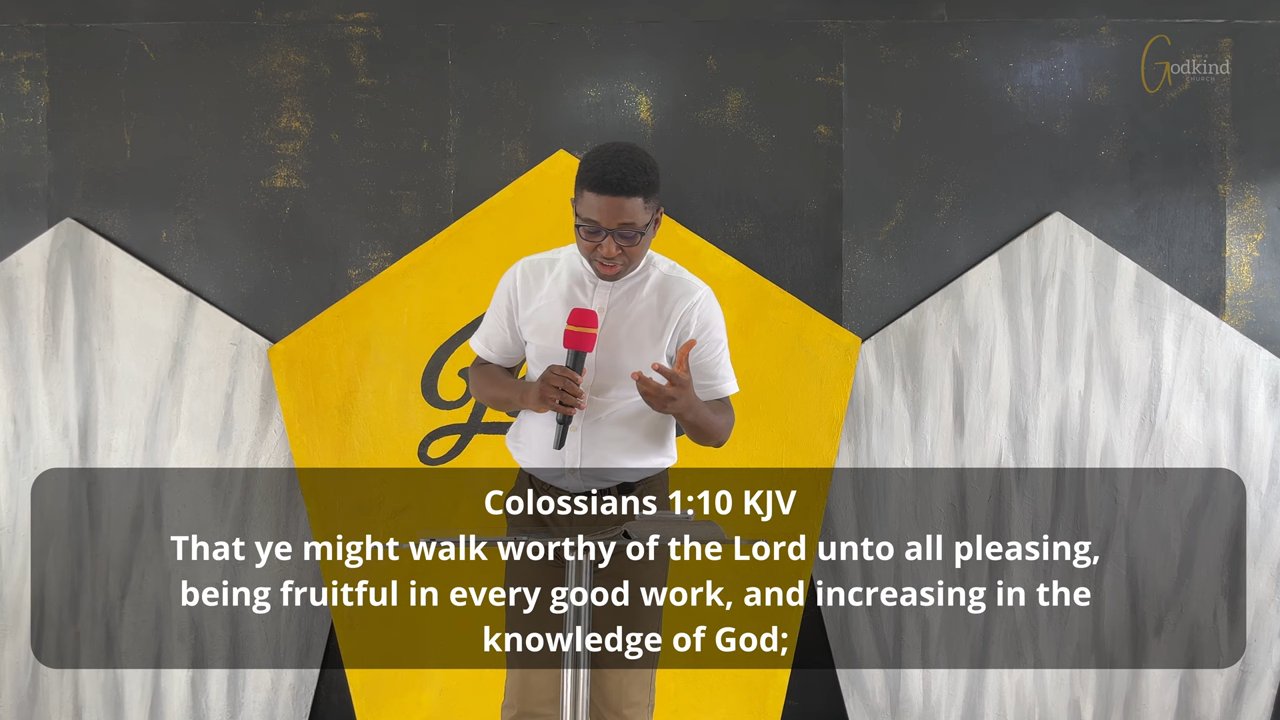 Godkind
CHURCH
Colossians 1:10 KJV
That ye might walk worthy of the Lord unto all pleasing,
being fruitful in every good work, and increasing in the
knowledge of God;